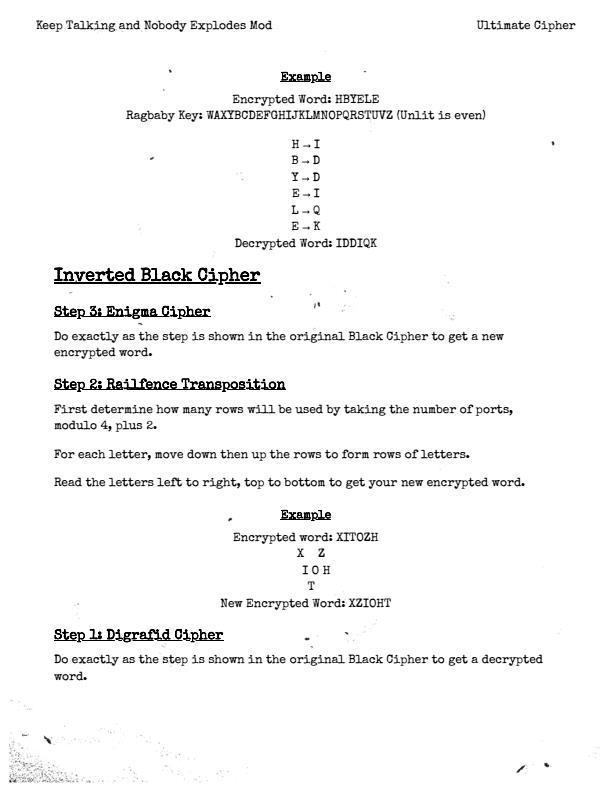 Keep Talking and Nobody Explodes Mod
Ultimate Cipher
Example
Encrypted Word: HBYELE
Ragbaby Key: WAXYBCDEFGHIJKLMNOPQRSTUVZ (Unlit is even)
H → I
B → D
Y → D
E → I
L → Q
E → K
Decrypted Word: IDDIQK
Inverted Black Cipher
Step 3: Enigma Cipher
Do exactly as the step is shown in the original Black Cipher to get a new
encrypted word.
Step 2: Railfence Transposition
First determine how many rows will be used by taking the number of ports,
modulo 4, plus 2.
For each letter, move down then up the rows to form rows of letters.
Read the letters left to right, top to bottom to get your new encrypted word.
Example
Encrypted word: XITOZH
X Z
I O H
T
New Encrypted Word: XZIOHT
Step 1: Digrafid Cipher
Do exactly as the step is shown in the original Black Cipher to get a decrypted
word.